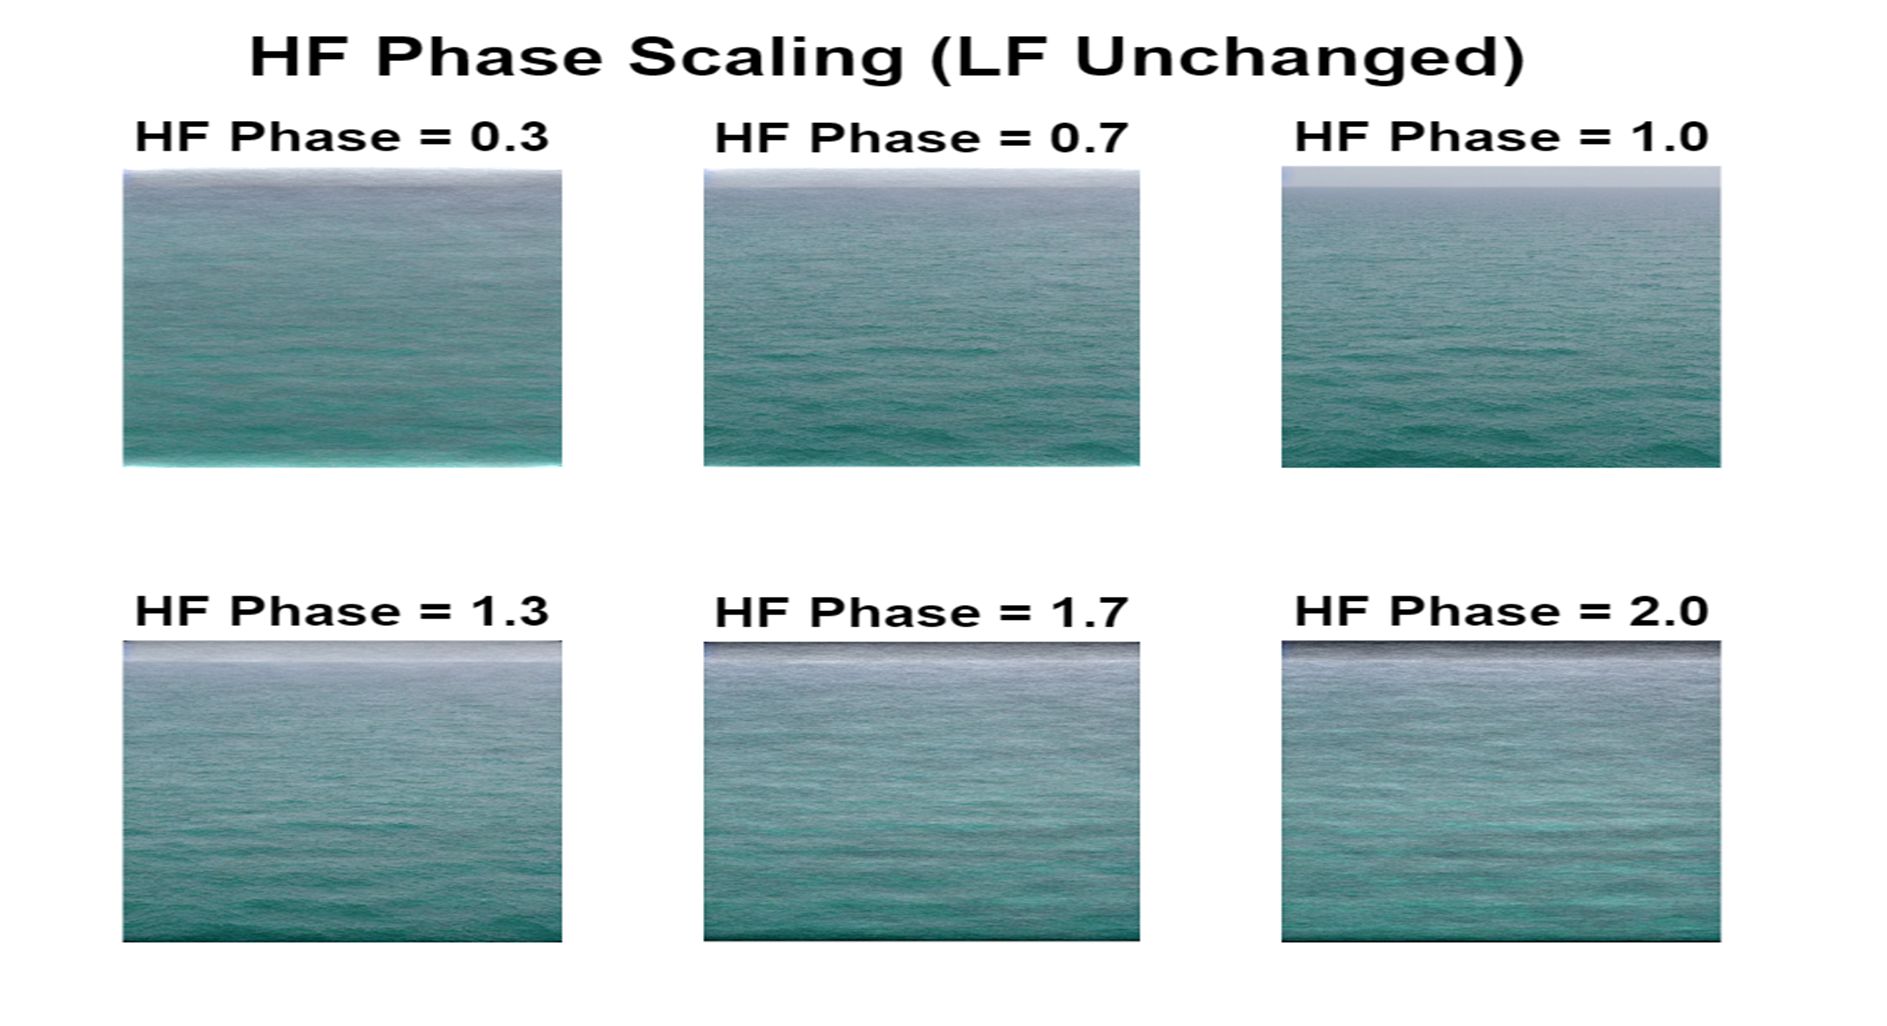 HF Phase Scaling (LF Unchanged)
HF Phase = 0.3
HF Phase = 0.7
HF Phase = 1.0
HF Phase = 1.3
HF Phase = 1.7
HF Phase = 2.0